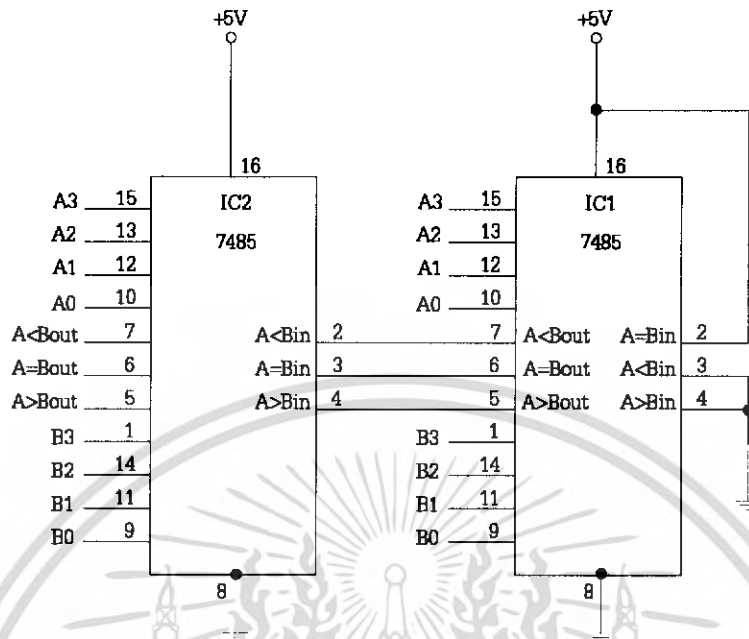 +5V
16
IC2
7485
A3 15
A2 13
A1 12
A0 10
A<Bout 7
A=Bout 6
A>Bout 5
B3 1
B2 14
B1 11
B0 9
A<Bin 2
A=Bin 3
A>Bin 4
8
+5V
16
IC1
7485
A3 15
A2 13
A1 12
A0 10
7 A<Bout
6 A=Bout
5 A>Bout
B3 1
B2 14
B1 11
B0 9
A=Bin 2
A<Bin 3
A>Bin 4
8